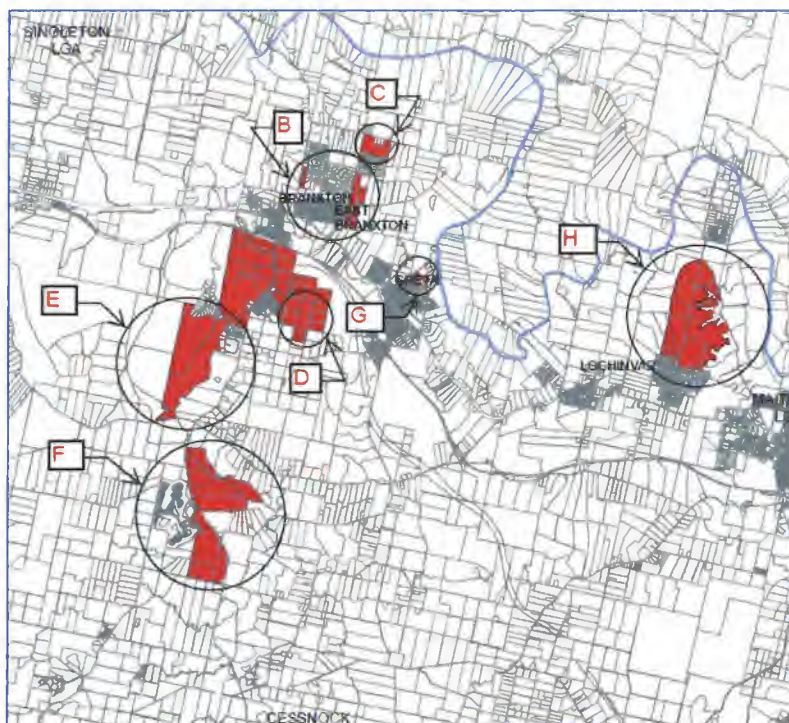 SINGLETON
LGA
C
B
BRANXTON
EAST
BRANXTON
H
E
G
LOCHINVAR
D
F
CESSNOCK